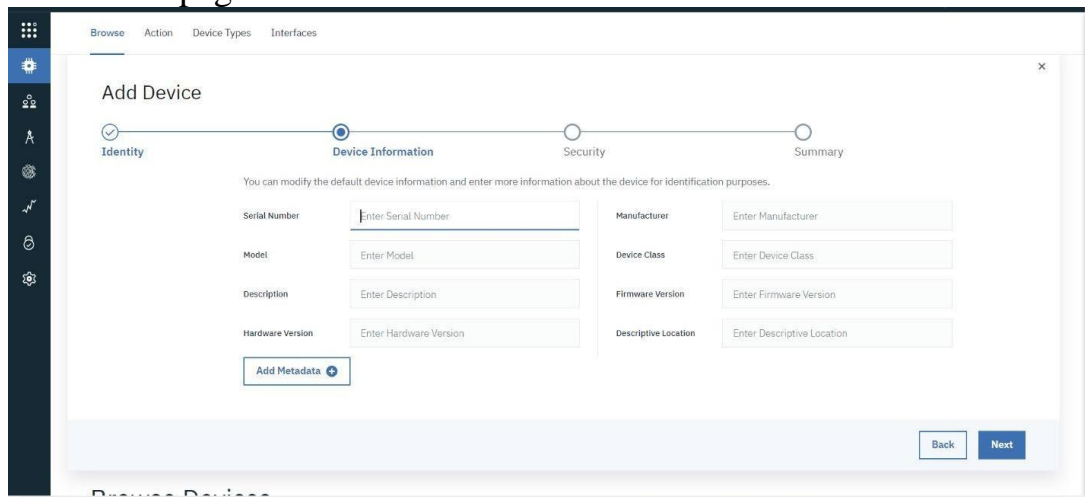 Browse Action Device Types Interfaces
Add Device
Identity Device Information Security Summary
You can modify the default device information and enter more information about the device for identification purposes.
Serial Number Enter Serial Number Manufacturer Enter Manufacturer
Model Enter Model Device Class Enter Device Class
Description Enter Description Firmware Version Enter Firmware Version
Hardware Version Enter Hardware Version Descriptive Location Enter Descriptive Location
Add Metadata
Back Next
Browse Devices